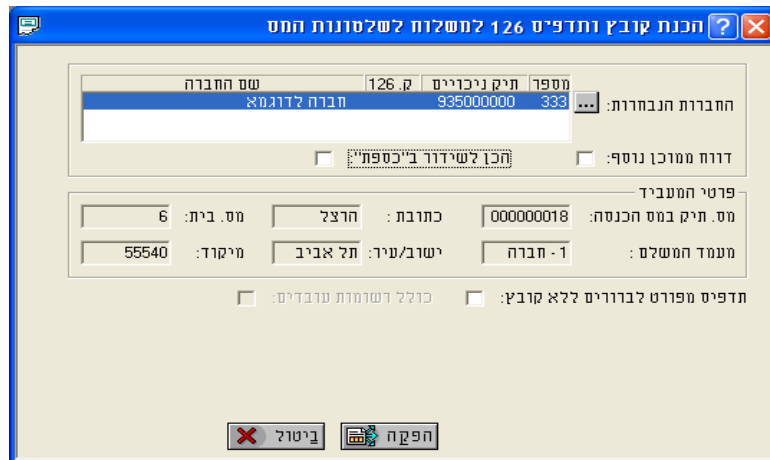 הכנת קובץ ותדפיס 126 למשלוח לשלטונות המס
מספר תיק ניכויים ק. 126 שם החברה
החברות הנבחרות: ... 333 935000000 חברה לדוגמא
דווח ממוכן נוסף: הכן לשידור ב"כספת":
פרטי המעביד
מס. תיק במס הכנסה: 000000018 כתובת : הרצל מס. בית: 6
מעמד המשלם : 1 - חברה ישוב/עיר: תל אביב מיקוד: 55540
תדפיס מפורט לברורים ללא קובץ: כולל רשומות עובדים:
הפקה ביטול